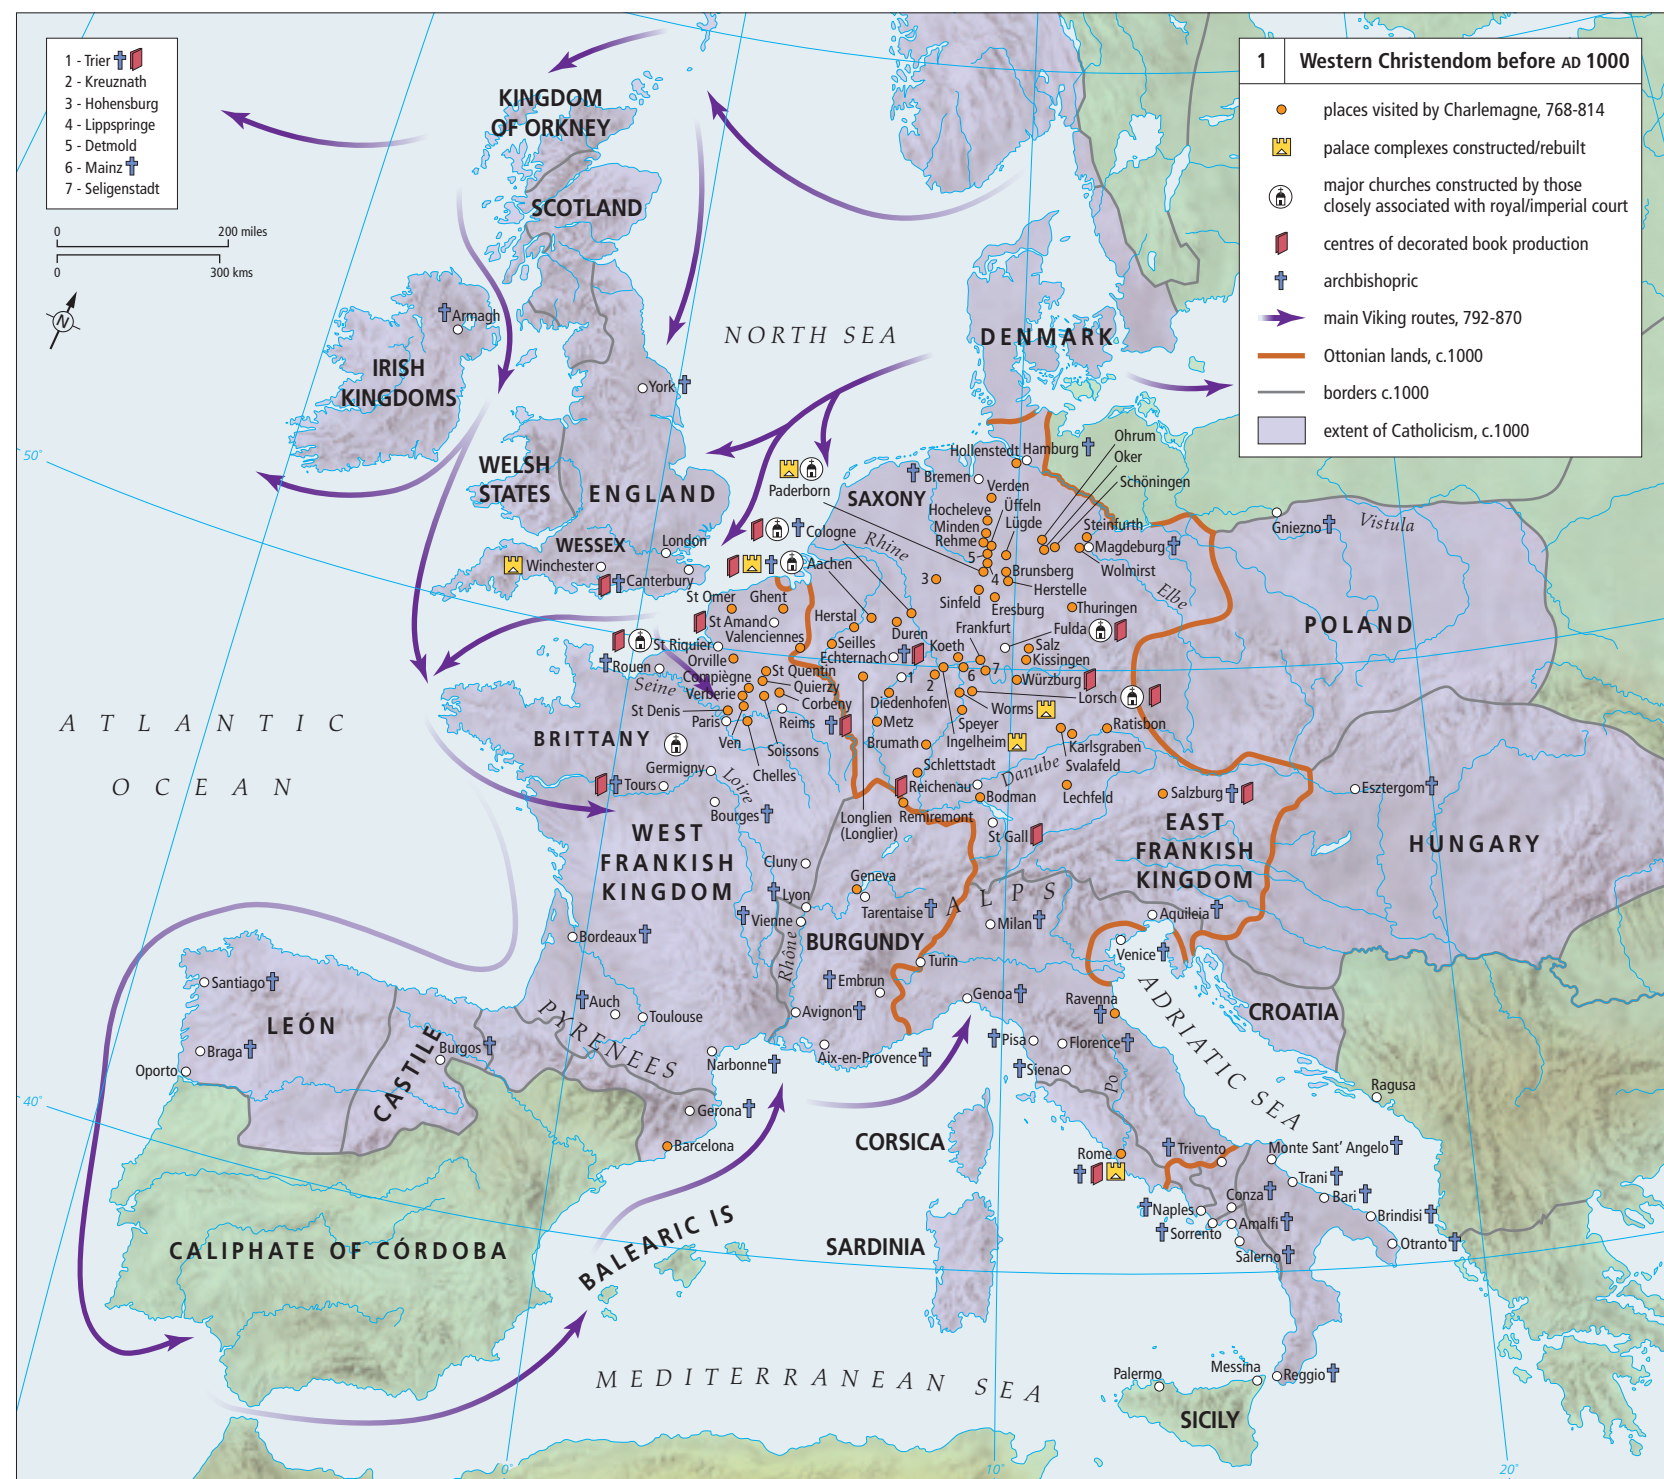 1 - Trier
2 - Kreuznath
3 - Hohensburg
4 - Lippspringe
5 - Detmold
6 - Mainz
7 - Seligenstadt
0 200 miles
0 300 kms
N
1 Western Christendom before AD 1000
places visited by Charlemagne, 768-814
palace complexes constructed/rebuilt
major churches constructed by those
closely associated with royal/imperial court
centres of decorated book production
archbishopric
main Viking routes, 792-870
Ottonian lands, c.1000
borders c.1000
extent of Catholicism, c.1000
KINGDOM
OF ORKNEY
SCOTLAND
Armagh
IRISH
KINGDOMS
NORTH SEA
DENMARK
York
50°
WELSH
STATES
ENGLAND
WESSEX
London
Winchester
Canterbury
Paderborn
SAXONY
Hollenstedt
Hamburg
Ohrum
Oker
Schöningen
Bremen
Verden
Hocheleve
Üffeln
Minden
Lügde
Rehme
Steinfurth
Magdeburg
Wolmirst
Gniezno
Vistula
Cologne
Rhine
Aachen
5
3
4
Brunsberg
Herstelle
Sinfeld
Eresburg
Elbe
Thuringen
St Omer
Ghent
St Amand
Valenciennes
Herstal
Duren
Seilles
Frankfurt
Fulda
POLAND
St Riquier
Orville
Echternach
Koeth
Salz
Kissingen
Rouen
Seine
Compiègne
St Quentin
1
2
6
7
Würzburg
Verberie
Quierzy
Corbeny
Diedenhofen
Lorsch
Worms
St Denis
Paris
Reims
Metz
Speyer
Ratisbon
Ven
Soissons
Chelles
Brumath
Ingelheim
Karlsgraben
Svalafeld
ATLANTIC
OCEAN
BRITTANY
Germigny
Loire
Schlettstadt
Danube
Tours
Reichenau
Bodman
Lechfeld
Salzburg
Esztergom
Bourges
Longlien
(Longlier)
Remiremont
St Gall
WEST
FRANKISH
KINGDOM
EAST
FRANKISH
KINGDOM
HUNGARY
Cluny
Geneva
Lyon
Tarentaise
ALPS
Vienne
Milan
Aquileia
Bordeaux
Rhône
BURGUNDY
Turin
Venice
Santiago
Embrun
Genoa
Ravenna
ADRIATIC SEA
CROATIA
LEÓN
Auch
Toulouse
Avignon
PYRENEES
CASTILE
Burgos
Braga
Oporto
Narbonne
Aix-en-Provence
Pisa
Florence
Siena
Po
40°
Ragusa
Gerona
Barcelona
CORSICA
Rome
Trivento
Monte Sant' Angelo
Trani
Conza
Bari
Naples
Amalfi
Brindisi
Sorrento
Salerno
Otranto
CALIPHATE OF CÓRDOBA
BALEARIC IS
SARDINIA
MEDITERRANEAN SEA
Palermo
Messina
Reggio
SICILY
0°
10°
20°